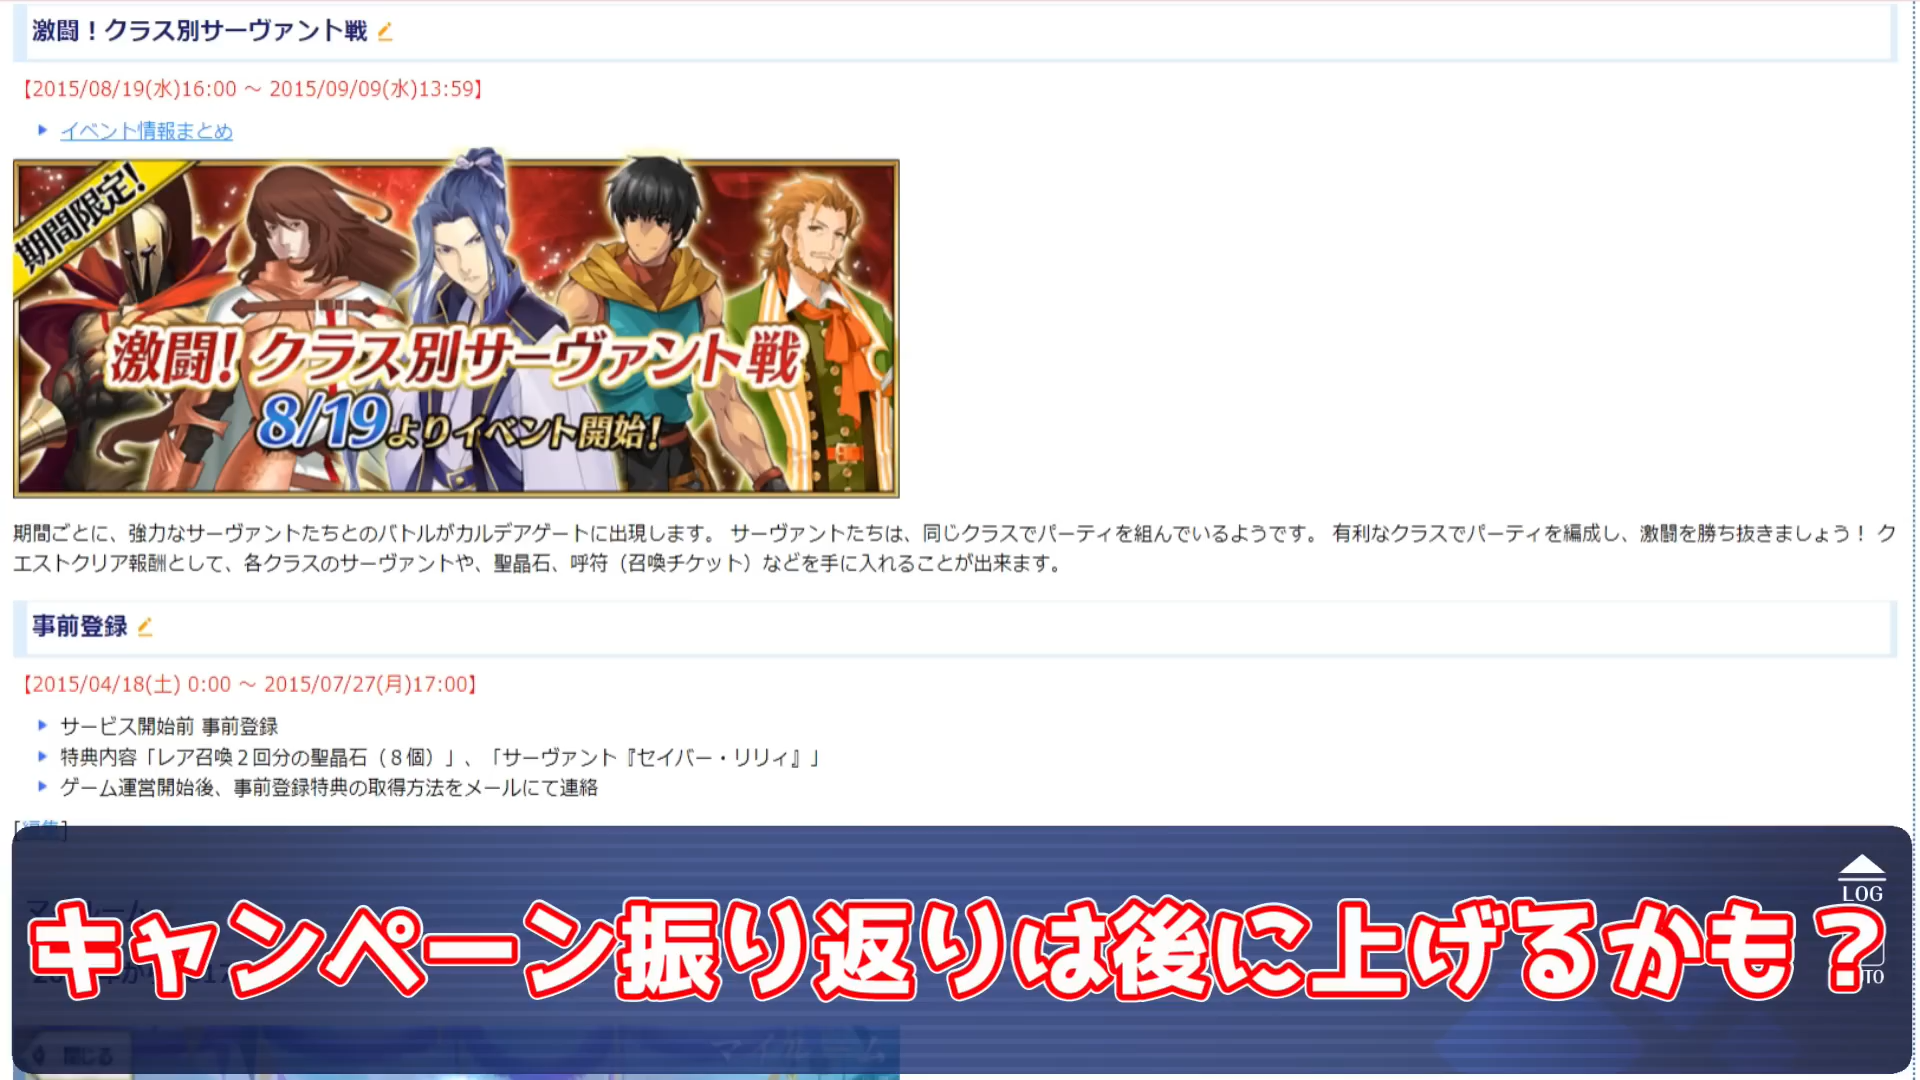 激闘！クラス別サーヴァント戦
【2015/08/19(水)16:00 ～ 2015/09/09(水)13:59】
イベント情報まとめ
期間限定!
激闘! クラス別サーヴァント戦
8/19よりイベント開始!
期間ごとに、強力なサーヴァントたちとのバトルがカルデアゲートに出現します。 サーヴァントたちは、同じクラスでパーティを組んでいるようです。 有利なクラスでパーティを編成し、激闘を勝ち抜きましょう！ ク
エストクリア報酬として、各クラスのサーヴァントや、聖晶石、呼符（召喚チケット）などを手に入れることが出来ます。
事前登録
【2015/04/18(土) 0:00 ～ 2015/07/27(月)17:00】
サービス開始前 事前登録
特典内容「レア召喚２回分の聖晶石（８個）」、「サーヴァント『セイバー・リリィ』」
ゲーム運営開始後、事前登録特典の取得方法をメールにて連絡
[編集]
LOG
キャンペーン振り返りは後に上げるかも？
閉じる
マイルーム